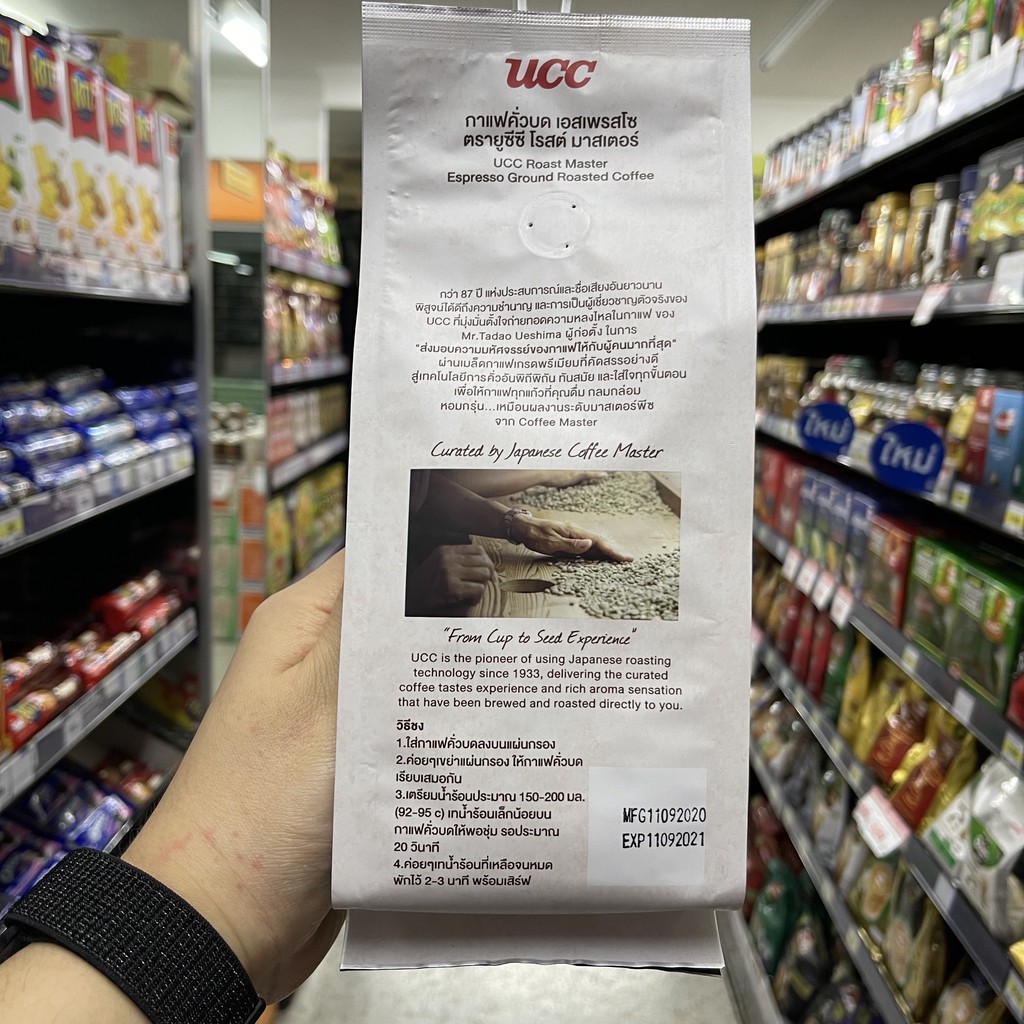 ucc
กาแฟคั่วบด เอสเพรสโซ
ตรายูซีซี โรสต์ มาสเตอร์
UCC Roast Master
Espresso Ground Roasted Coffee
กว่า 87 ปี แห่งประสบการณ์และชื่อเสียงอันยาวนาน
พิสูจน์ได้ดีถึงความชำนาญ และการเป็นผู้เชี่ยวชาญตัวจริงของ
UCC ที่มุ่งมั่นตั้งใจถ่ายทอดความหลงใหลในกาแฟ ของ
Mr.Tadao Ueshima ผู้ก่อตั้ง ในการ
"ส่งมอบความมหัศจรรย์ของกาแฟให้กับผู้คนมากที่สุด"
ผ่านเมล็ดกาแฟเกรดพรีเมียมที่คัดสรรอย่างดี
สู่เทคโนโลยีการคั่วอันพิถีพิถัน ทันสมัย และใส่ใจทุกขั้นตอน
เพื่อให้กาแฟทุกแก้วที่คุณดื่ม กลมกล่อม
หอมกรุ่น...เหมือนผลงานระดับมาสเตอร์พีซ
จาก Coffee Master
Curated by Japanese Coffee Master
"From Cup to Seed Experience"
UCC is the pioneer of using Japanese roasting
technology since 1933, delivering the curated
coffee tastes experience and rich aroma sensation
that have been brewed and roasted directly to you.
วิธีชง
1.ใส่กาแฟคั่วบดลงบนแผ่นกรอง
2.ค่อยๆเขย่าแผ่นกรอง ให้กาแฟคั่วบด
เรียบเสมอกัน
3.เตรียมน้ำร้อนประมาณ 150-200 มล.
(92-95 c) เทน้ำร้อนเล็กน้อยบน
กาแฟคั่วบดให้พอชุ่ม รอประมาณ
20 วินาที
4.ค่อยๆเทน้ำร้อนที่เหลือจนหมด
พักไว้ 2-3 นาที พร้อมเสิร์ฟ
MFG11092020
EXP11092021
ใหม่
ใหม่